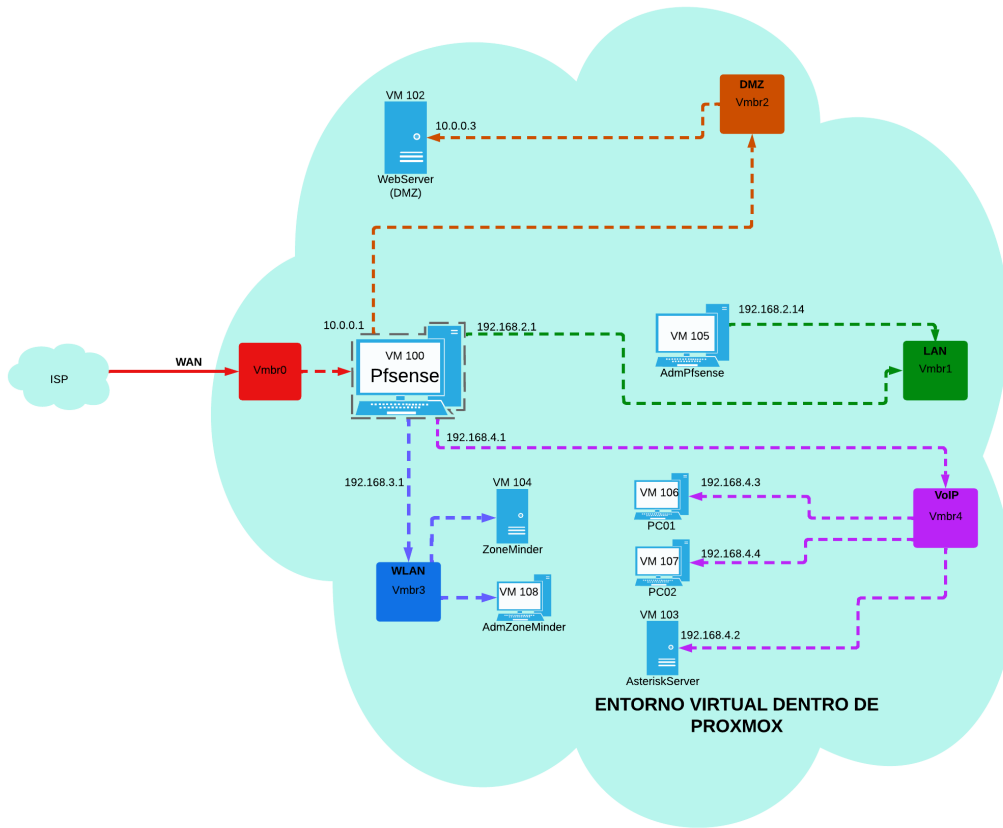 DMZ
Vmbr2
VM 102
10.0.0.3
WebServer
(DMZ)
10.0.0.1
192.168.2.1
192.168.2.14
VM 105
AdmPfsense
LAN
Vmbr1
WAN
ISP
Vmbr0
VM 100
Pfsense
192.168.4.1
192.168.3.1
VM 104
ZoneMinder
WLAN
Vmbr3
VM 108
AdmZoneMinder
VM 106
192.168.4.3
PC01
VM 107
192.168.4.4
PC02
VoIP
Vmbr4
VM 103
192.168.4.2
AsteriskServer
ENTORNO VIRTUAL DENTRO DE
PROXMOX